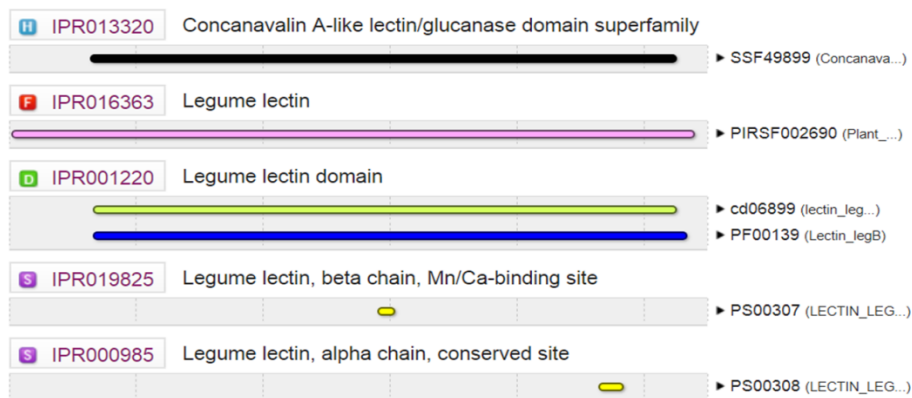 H IPR013320 Concanavalin A-like lectin/glucanase domain superfamily
SSF49899 (Concanava...)
F IPR016363 Legume lectin
PIRSF002690 (Plant_...)
D IPR001220 Legume lectin domain
cd06899 (lectin_leg...)
PF00139 (Lectin_legB)
S IPR019825 Legume lectin, beta chain, Mn/Ca-binding site
PS00307 (LECTIN_LEG...)
S IPR000985 Legume lectin, alpha chain, conserved site
PS00308 (LECTIN_LEG...)